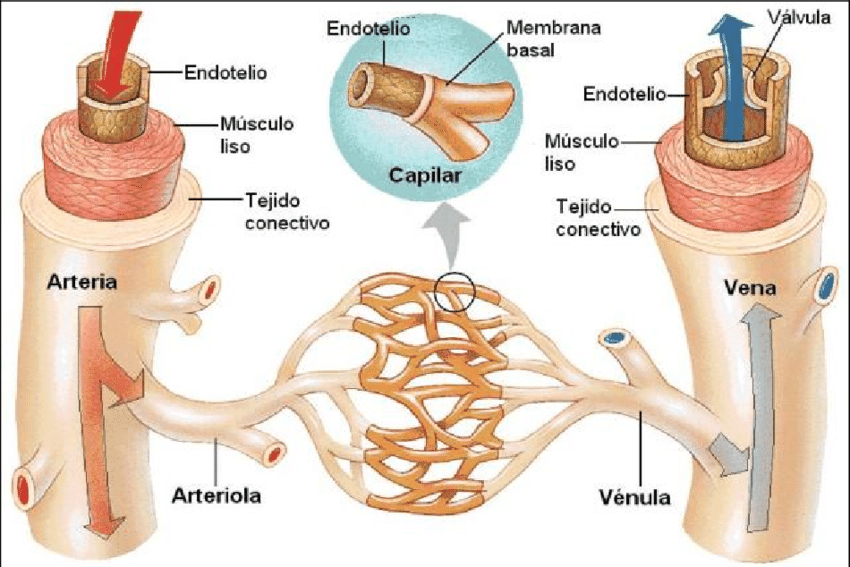 Endotelio
Músculo
liso
Tejido
conectivo
Arteria
Arteriola
Endotelio
Membrana
basal
Capilar
Válvula
Endotelio
Músculo
liso
Tejido
conectivo
Vena
Vénula